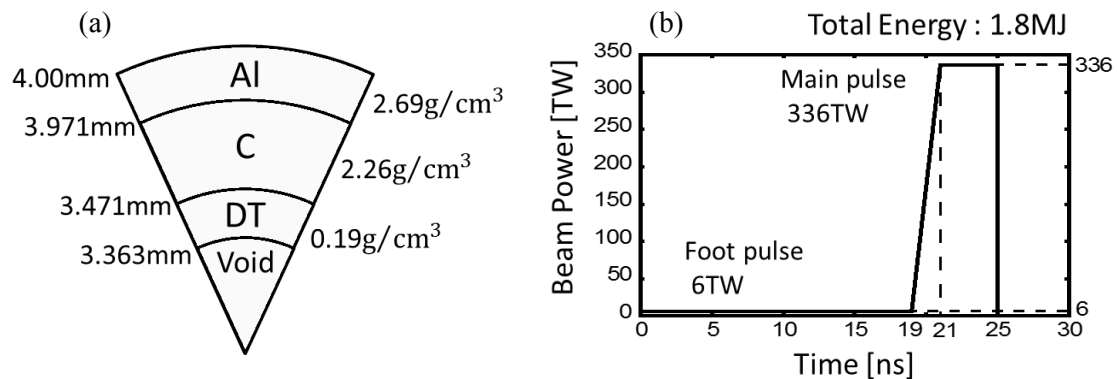 (a)
Al
C
DT
Void
4.00mm
3.971mm
3.471mm
3.363mm
2.69g/cm³
2.26g/cm³
0.19g/cm³
(b)
Total Energy : 1.8MJ
Beam Power [TW]
350
300
250
200
150
100
50
0
Main pulse
336TW
Foot pulse
6TW
336
6
0
5
10
15
19
21
25
30
Time [ns]